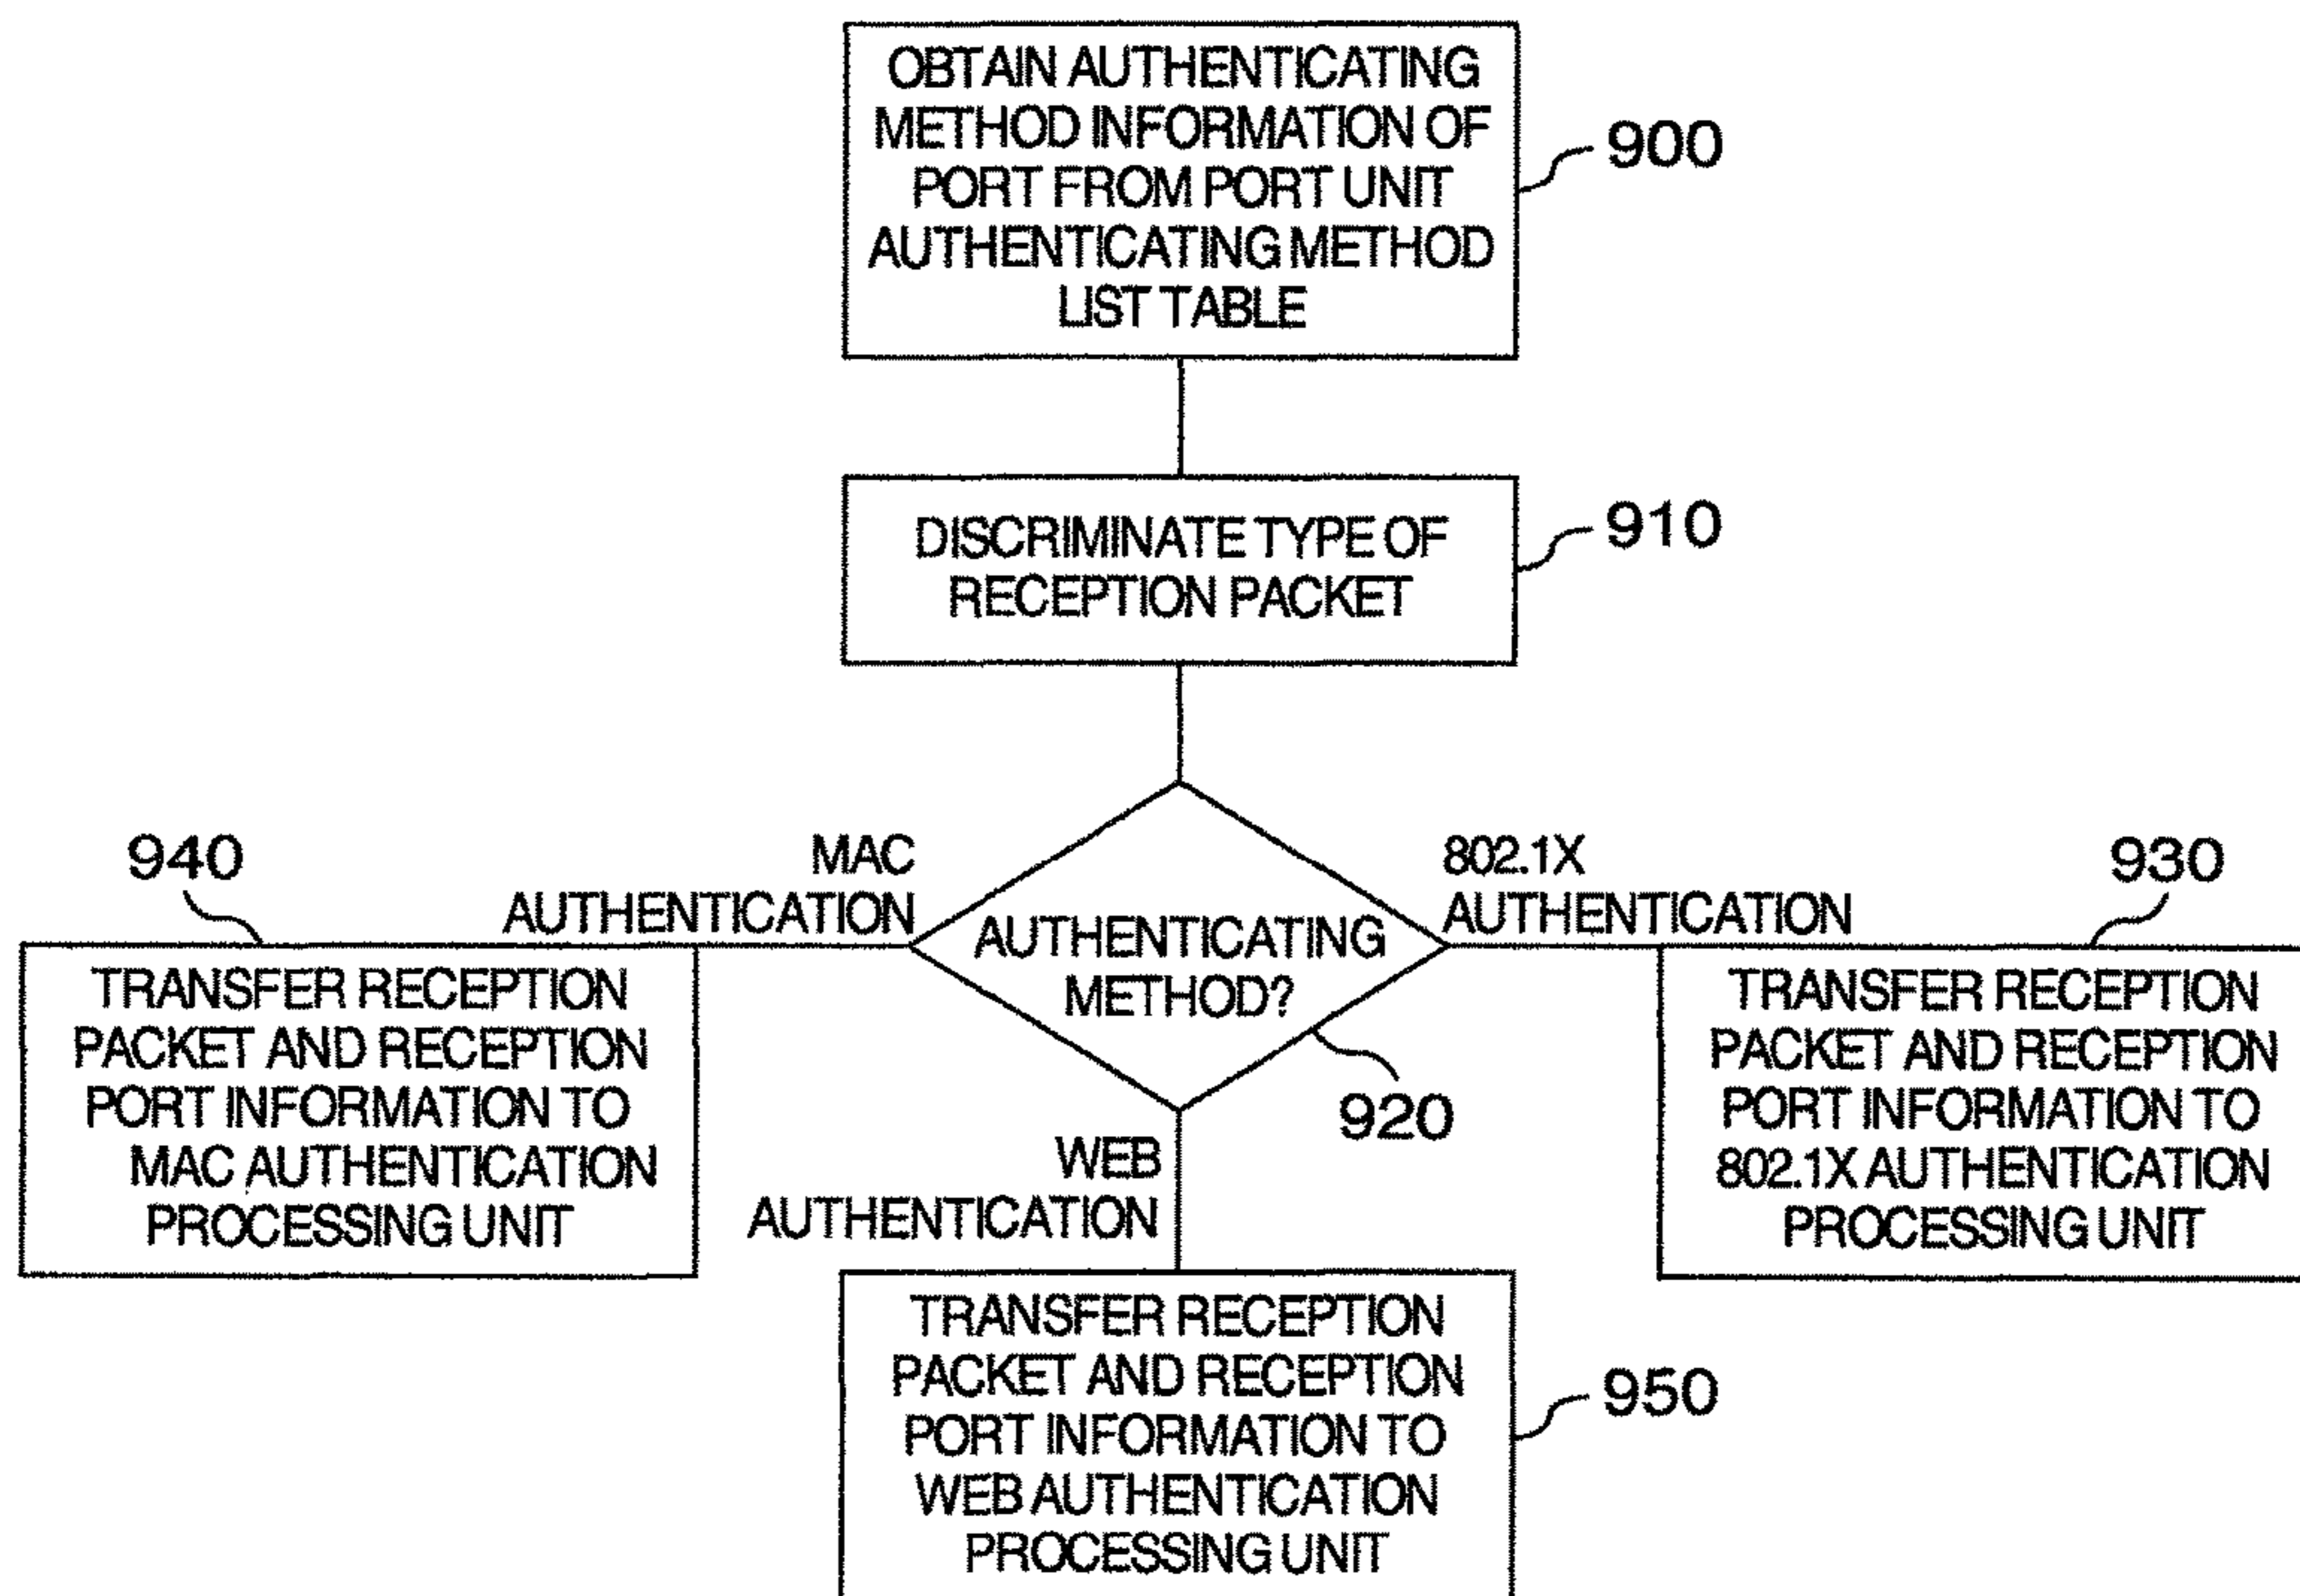 OBTAIN AUTHENTICATING
METHOD INFORMATION OF
PORT FROM PORT UNIT
AUTHENTICATING METHOD
LIST TABLE
900
DISCRIMINATE TYPE OF
RECEPTION PACKET
910
AUTHENTICATING
METHOD?
920
MAC
AUTHENTICATION
940
TRANSFER RECEPTION
PACKET AND RECEPTION
PORT INFORMATION TO
MAC AUTHENTICATION
PROCESSING UNIT
802.1X
AUTHENTICATION
930
TRANSFER RECEPTION
PACKET AND RECEPTION
PORT INFORMATION TO
802.1X AUTHENTICATION
PROCESSING UNIT
WEB
AUTHENTICATION
TRANSFER RECEPTION
PACKET AND RECEPTION
PORT INFORMATION TO
WEB AUTHENTICATION
PROCESSING UNIT
950